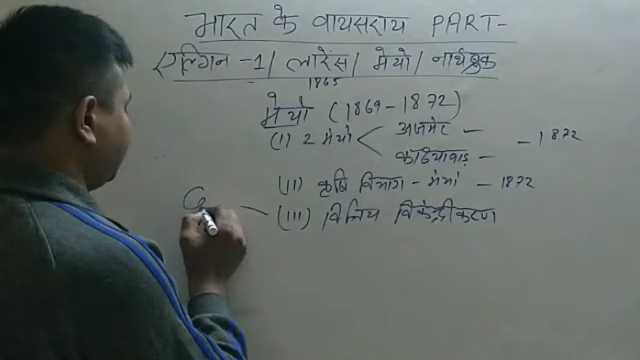 भारत के वायसराय PART-
एल्गिन -1 / लारेंस / मेयो / नार्थब्रुक
1865
मेयो (1869-1872)
(I) 2 मेयो < अजमेर -
काठियावाड़ - - 1872
(II) कृषि विभाग - मेयो - 1872
G - (III) वित्तिय विकेन्द्रीकरण